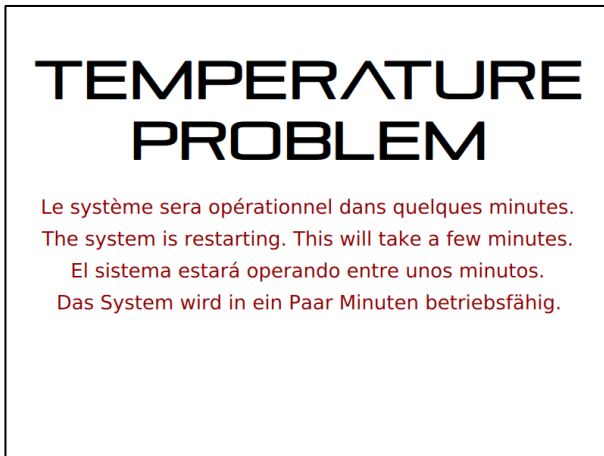 TEMPERATURE
PROBLEM
Le système sera opérationnel dans quelques minutes.
The system is restarting. This will take a few minutes.
El sistema estará operando entre unos minutos.
Das System wird in ein Paar Minuten betriebsfähig.